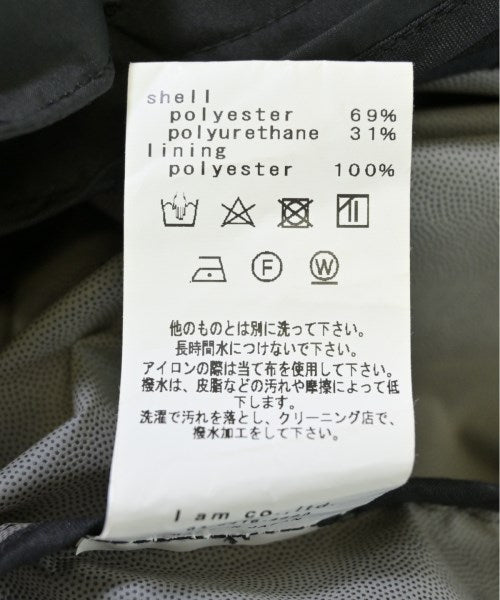 shell
polyester 69%
polyurethane 31%
lining
polyester 100%
F W
他のものとは別に洗って下さい。
長時間水につけないで下さい。
アイロンの際は当て布を使用して下さい。
撥水は、皮脂などの汚れや摩擦によって低
下します。
洗濯で汚れを落とし、クリーニング店で、
撥水加工をして下さい。
I am co.,ltd.